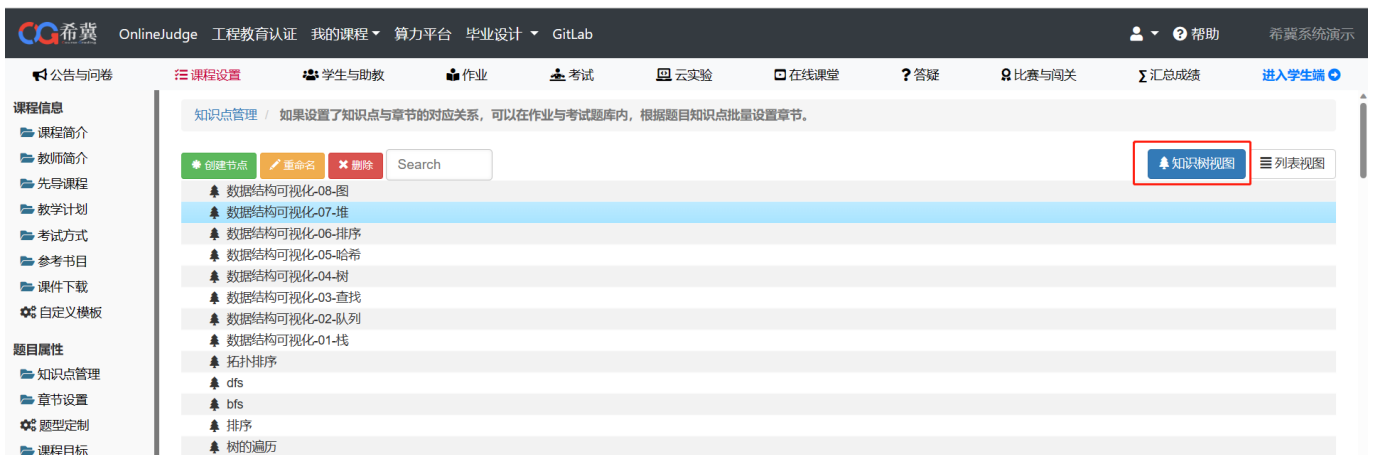 希冀 OnlineJudge 工程教育认证 我的课程 算力平台 毕业设计 GitLab 帮助 希冀系统演示
公告与问卷 课程设置 学生与助教 作业 考试 云实验 在线课堂 答疑 比赛与闯关 汇总成绩 进入学生端
课程信息
课程简介
教师简介
先导课程
教学计划
考试方式
参考书目
课件下载
自定义模板
题目属性
知识点管理
章节设置
题型定制
课程目标
知识点管理 / 如果设置了知识点与章节的对应关系，可以在作业与考试题库内，根据题目知识点批量设置章节。
创建节点 重命名 删除 Search 知识树视图 列表视图
数据结构可视化-08-图
数据结构可视化-07-堆
数据结构可视化-06-排序
数据结构可视化-05-哈希
数据结构可视化-04-树
数据结构可视化-03-查找
数据结构可视化-02-队列
数据结构可视化-01-栈
拓扑排序
dfs
bfs
排序
树的遍历